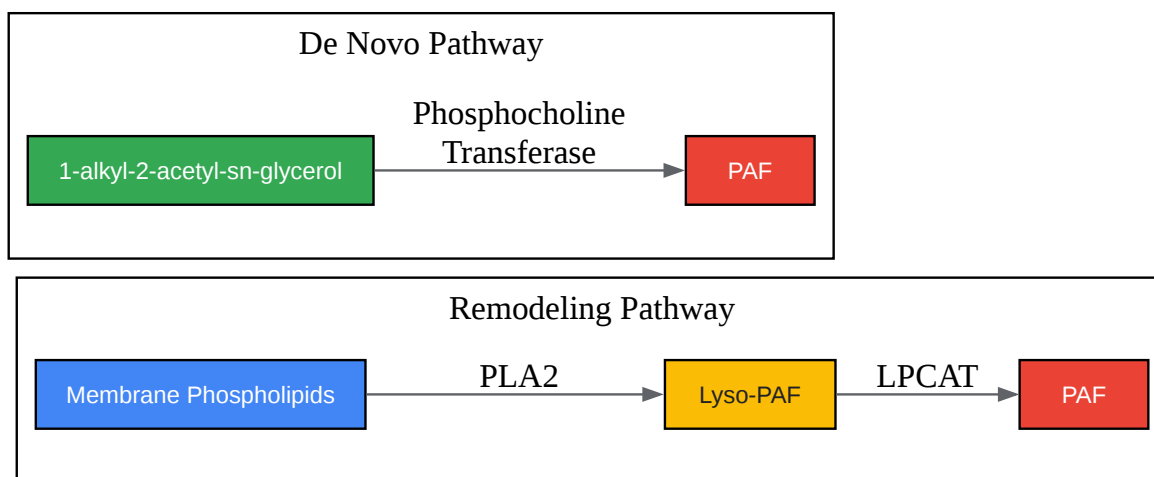 De Novo Pathway
Phosphocholine
Transferase
1-alkyl-2-acetyl-sn-glycerol
PAF
Remodeling Pathway
Membrane Phospholipids
PLA2
Lyso-PAF
LPCAT
PAF